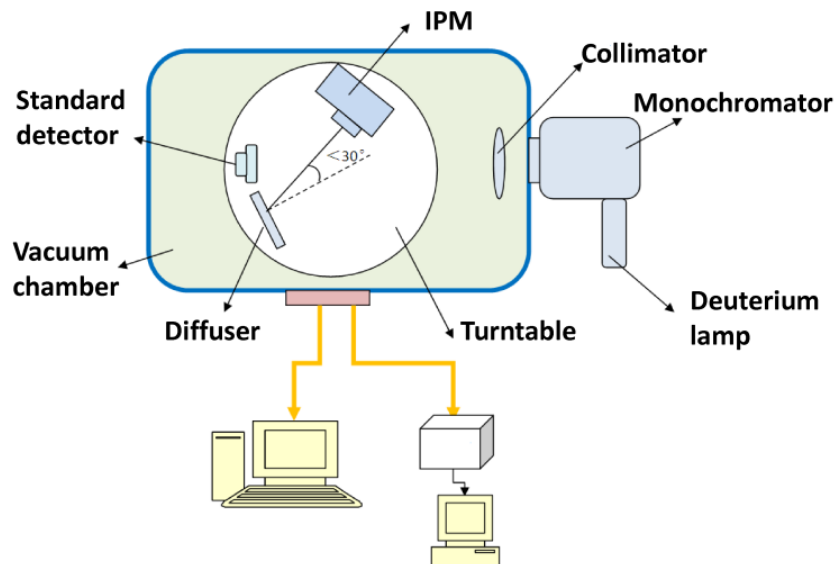 IPM
Collimator
Monochromator
Standard
detector
<30°
Vacuum
chamber
Diffuser
Turntable
Deuterium
lamp